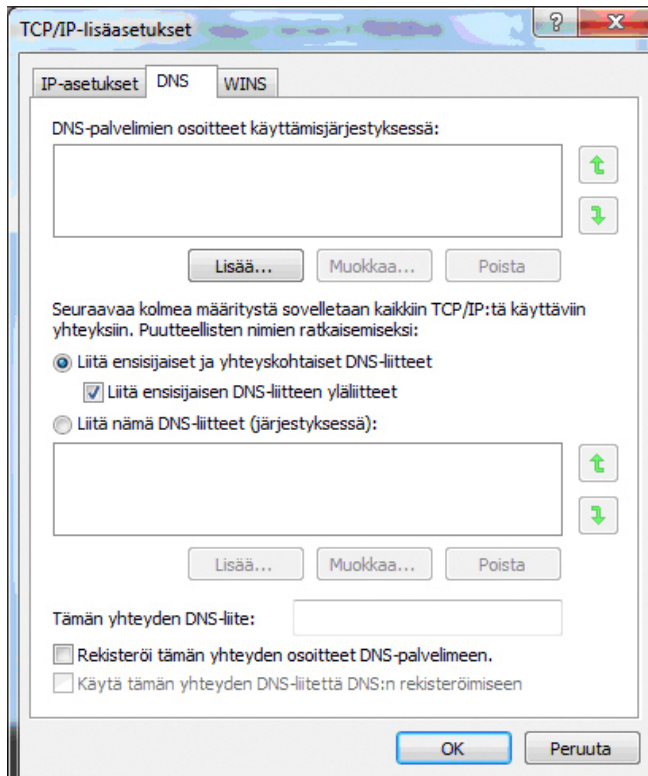 TCP/IP-lisäasetukset
IP-asetukset DNS WINS
DNS-palvelimien osoitteet käyttämisjärjestyksessä:
Lisää... Muokkaa... Poista
Seuraavaa kolmea määritystä sovelletaan kaikkiin TCP/IP:tä käyttäviin
yhteyksiin. Puutteellisten nimien ratkaisemiseksi:
Liitä ensisijaiset ja yhteyskohtaiset DNS-liitteet
Liitä ensisijaisen DNS-liitteen yläliitteet
Liitä nämä DNS-liitteet (järjestyksessä):
Lisää... Muokkaa... Poista
Tämän yhteyden DNS-liite:
Rekisteröi tämän yhteyden osoitteet DNS-palvelimeen.
Käytä tämän yhteyden DNS-liitettä DNS:n rekisteröimiseen
OK Peruuta